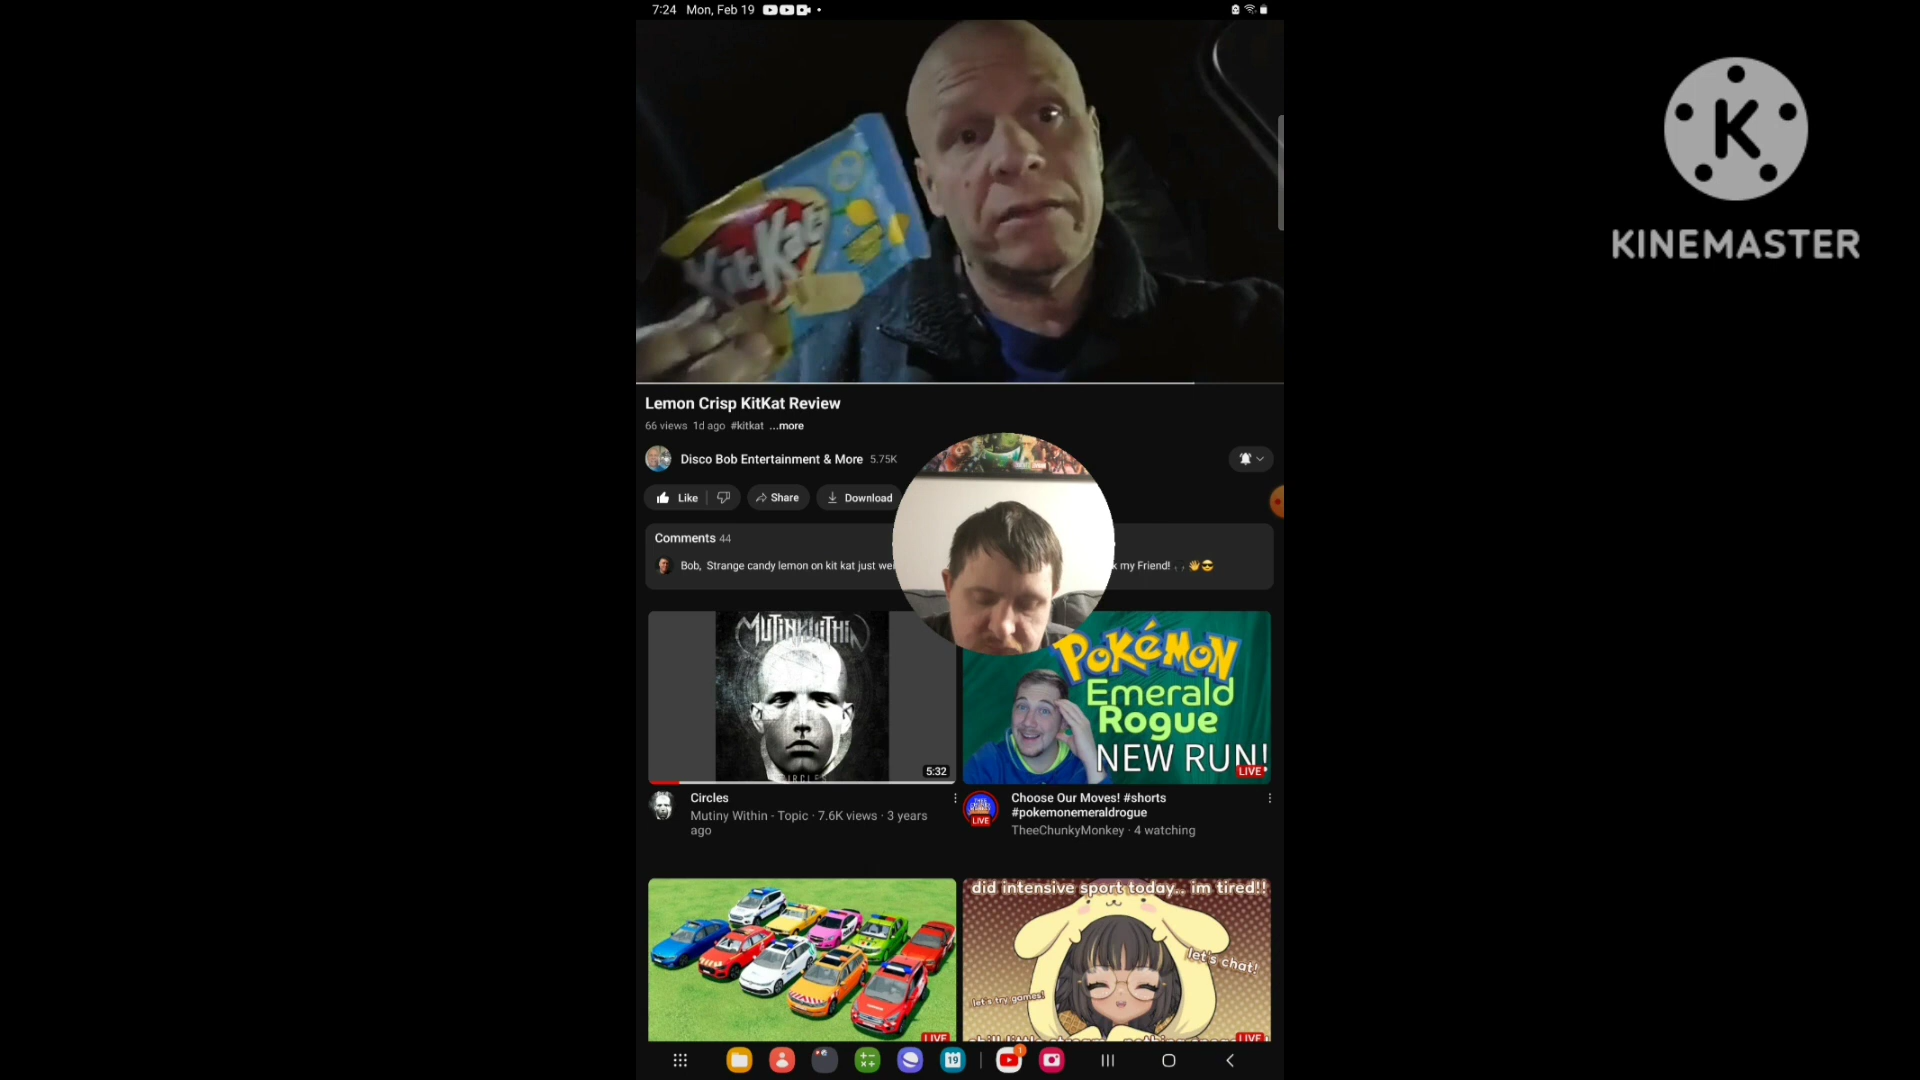 7:24 Mon, Feb 19
K
KINEMASTER
KitKat
Lemon Crisp KitKat Review
66 views 1d ago #kitkat ...more
Disco Bob Entertainment & More 5.75K
Like
Share
Download
Comments 44
Bob, Strange candy lemon on kit kat just
my Friend!
MUTINYWITHIN
CIRCLES
5:32
POKÉMON
Emerald
Rogue
NEW RUN!
LIVE
Circles
Mutiny Within - Topic · 7.6K views · 3 years
ago
LIVE
Choose Our Moves! #shorts
#pokemonemeraldrogue
TheeChunkyMonkey · 4 watching
LIVE
did intensive sport today.. im tired!!
let's chat!
let's try games!
LIVE
19
1